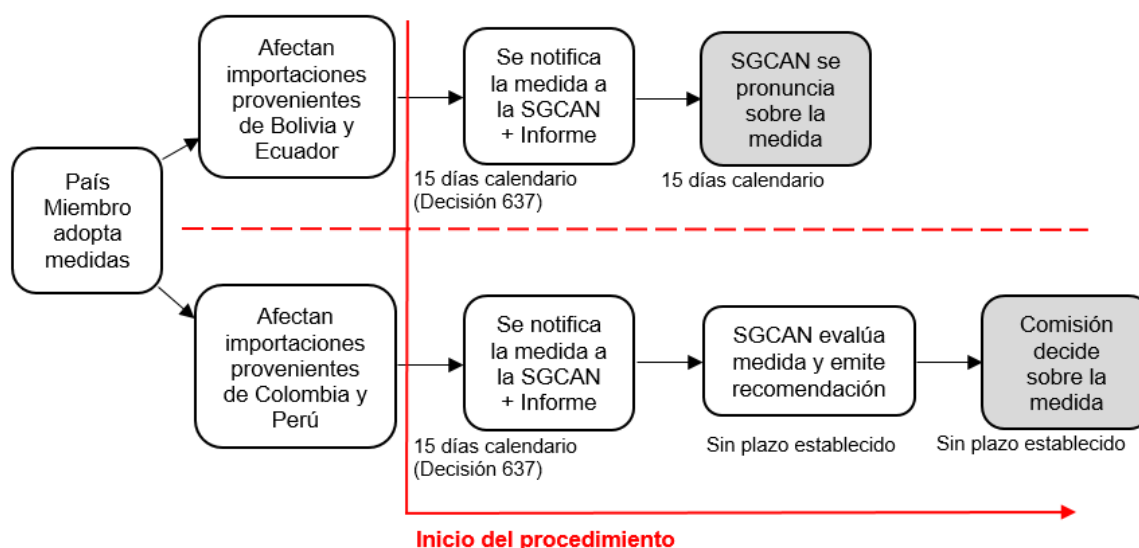 País
Miembro
adopta
medidas
Afectan
importaciones
provenientes
de Bolivia y
Ecuador
Se notifica
la medida a
la SGCAN
+ Informe
15 días calendario
(Decisión 637)
SGCAN se
pronuncia
sobre la
medida
15 días calendario
Afectan
importaciones
provenientes
de Colombia y
Perú
Se notifica
la medida a
la SGCAN
+ Informe
15 días calendario
(Decisión 637)
SGCAN evalúa
medida y emite
recomendación
Sin plazo establecido
Comisión
decide
sobre la
medida
Sin plazo establecido
Inicio del procedimiento